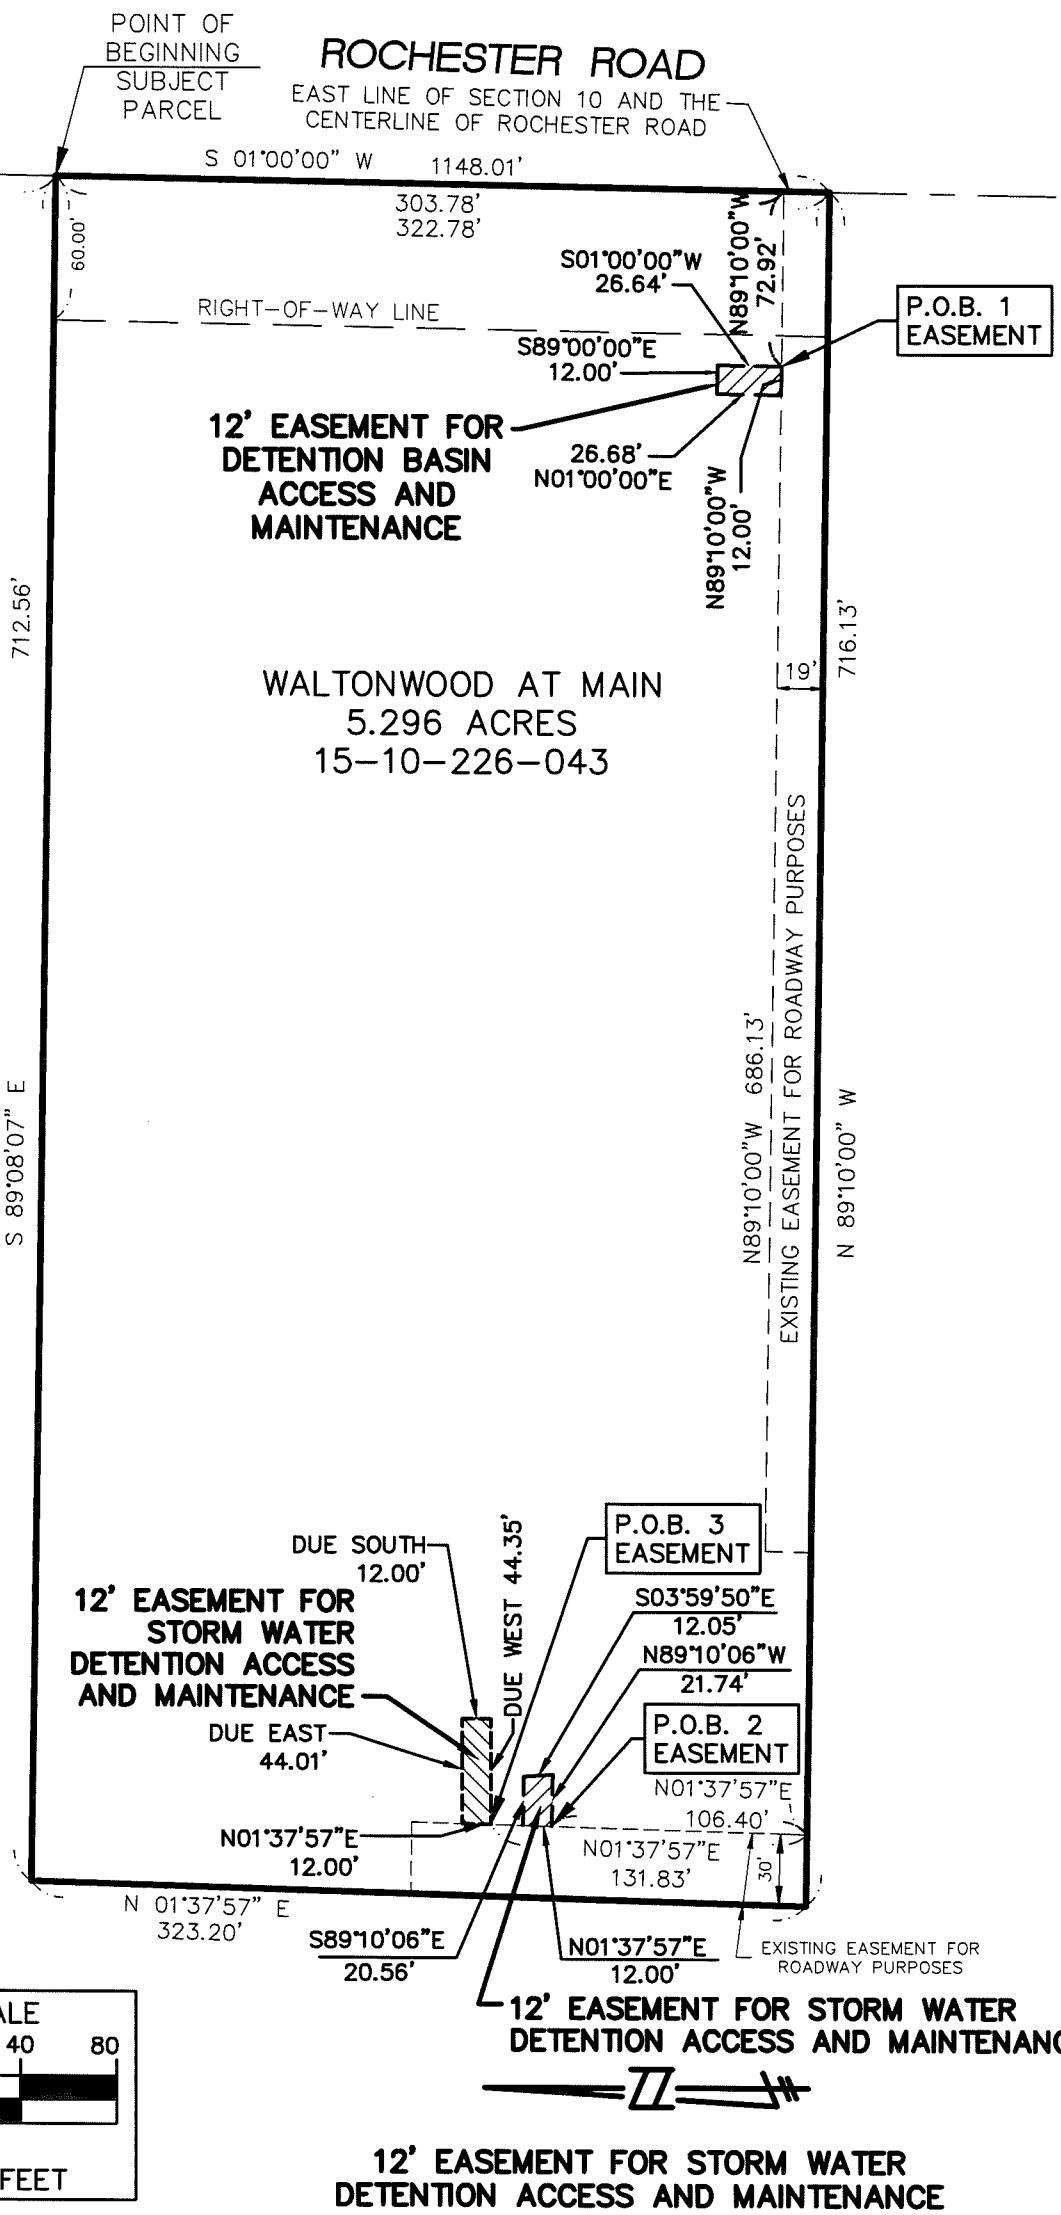 POINT OF
BEGINNING
SUBJECT
PARCEL
ROCHESTER ROAD
EAST LINE OF SECTION 10 AND THE
CENTERLINE OF ROCHESTER ROAD
S 01°00'00" W 1148.01'
303.78'
322.78'
60.00'
RIGHT-OF-WAY LINE
N89°10'00"W
72.92'
S01°00'00"W
26.64'
P.O.B. 1
EASEMENT
S89°00'00"E
12.00'
12' EASEMENT FOR
DETENTION BASIN
ACCESS AND
MAINTENANCE
26.68'
N01°00'00"E
N89°10'00"W
12.00'
712.56'
716.13'
19'
WALTONWOOD AT MAIN
5.296 ACRES
15-10-226-043
EXISTING EASEMENT FOR ROADWAY PURPOSES
N89°10'00"W 686.13'
S 89°08'07" E
N 89°10'00" W
P.O.B. 3
EASEMENT
DUE SOUTH
12.00'
DUE WEST 44.35'
12' EASEMENT FOR
STORM WATER
DETENTION ACCESS
AND MAINTENANCE
S03°59'50"E
12.05'
N89°10'06"W
21.74'
DUE EAST
44.01'
P.O.B. 2
EASEMENT
N01°37'57"E
106.40'
N01°37'57"E
12.00'
N01°37'57"E
131.83'
30'
N 01°37'57" E
323.20'
S89°10'06"E
20.56'
N01°37'57"E
12.00'
EXISTING EASEMENT FOR
ROADWAY PURPOSES
12' EASEMENT FOR STORM WATER
DETENTION ACCESS AND MAINTENANC
ALE
40 80
FEET
12' EASEMENT FOR STORM WATER
DETENTION ACCESS AND MAINTENANCE